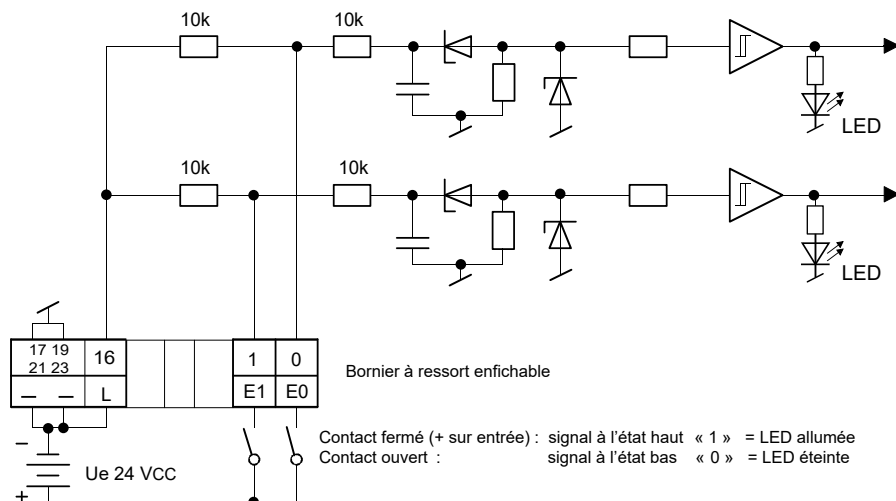 10k 10k
LED
10k 10k
LED
17 19 16 1 0
21 23
— — L E1 E0
Bornier à ressort enfichable
Contact fermé (+ sur entrée) : signal à l'état haut « 1 » = LED allumée
Contact ouvert : signal à l'état bas « 0 » = LED éteinte
−
Ue 24 VCC
+